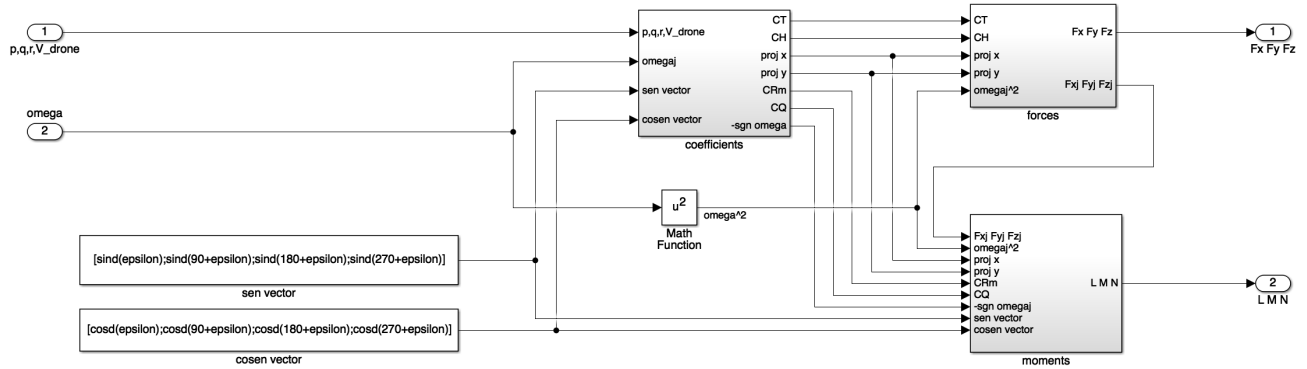 1
p,q,r,V_drone
omega
2
p,q,r,V_drone
omegaj
sen vector
cosen vector
CT
CH
proj x
proj y
CRm
CQ
-sgn omega
coefficients
CT
CH
proj x
proj y
omegaj^2
Fx Fy Fz
Fxj Fyj Fzj
forces
1
Fx Fy Fz
u²
omega^2
Math
Function
[sind(epsilon);sind(90+epsilon);sind(180+epsilon);sind(270+epsilon)]
sen vector
[cosd(epsilon);cosd(90+epsilon);cosd(180+epsilon);cosd(270+epsilon)]
cosen vector
Fxj Fyj Fzj
omegaj^2
proj x
proj y
CRm
CQ
-sgn omegaj
sen vector
cosen vector
L M N
moments
2
L M N